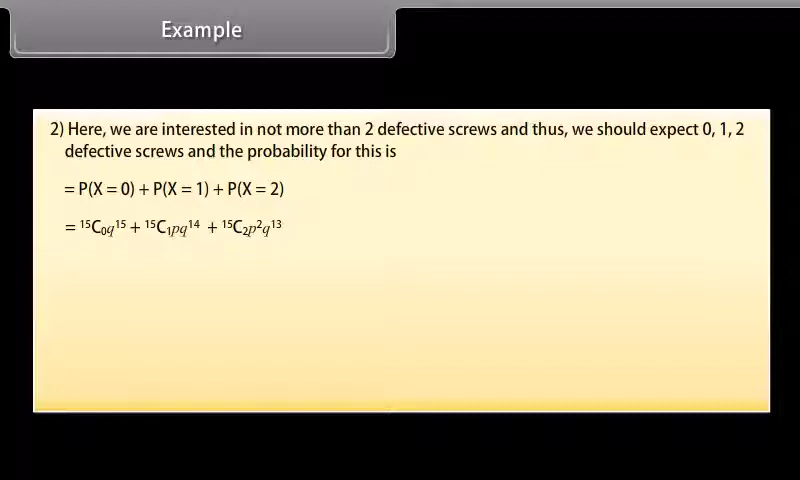 Example
2) Here, we are interested in not more than 2 defective screws and thus, we should expect 0, 1, 2
defective screws and the probability for this is
= P(X = 0) + P(X = 1) + P(X = 2)
= ¹⁵C₀q¹⁵ + ¹⁵C₁pq¹⁴ + ¹⁵C₂p²q¹³